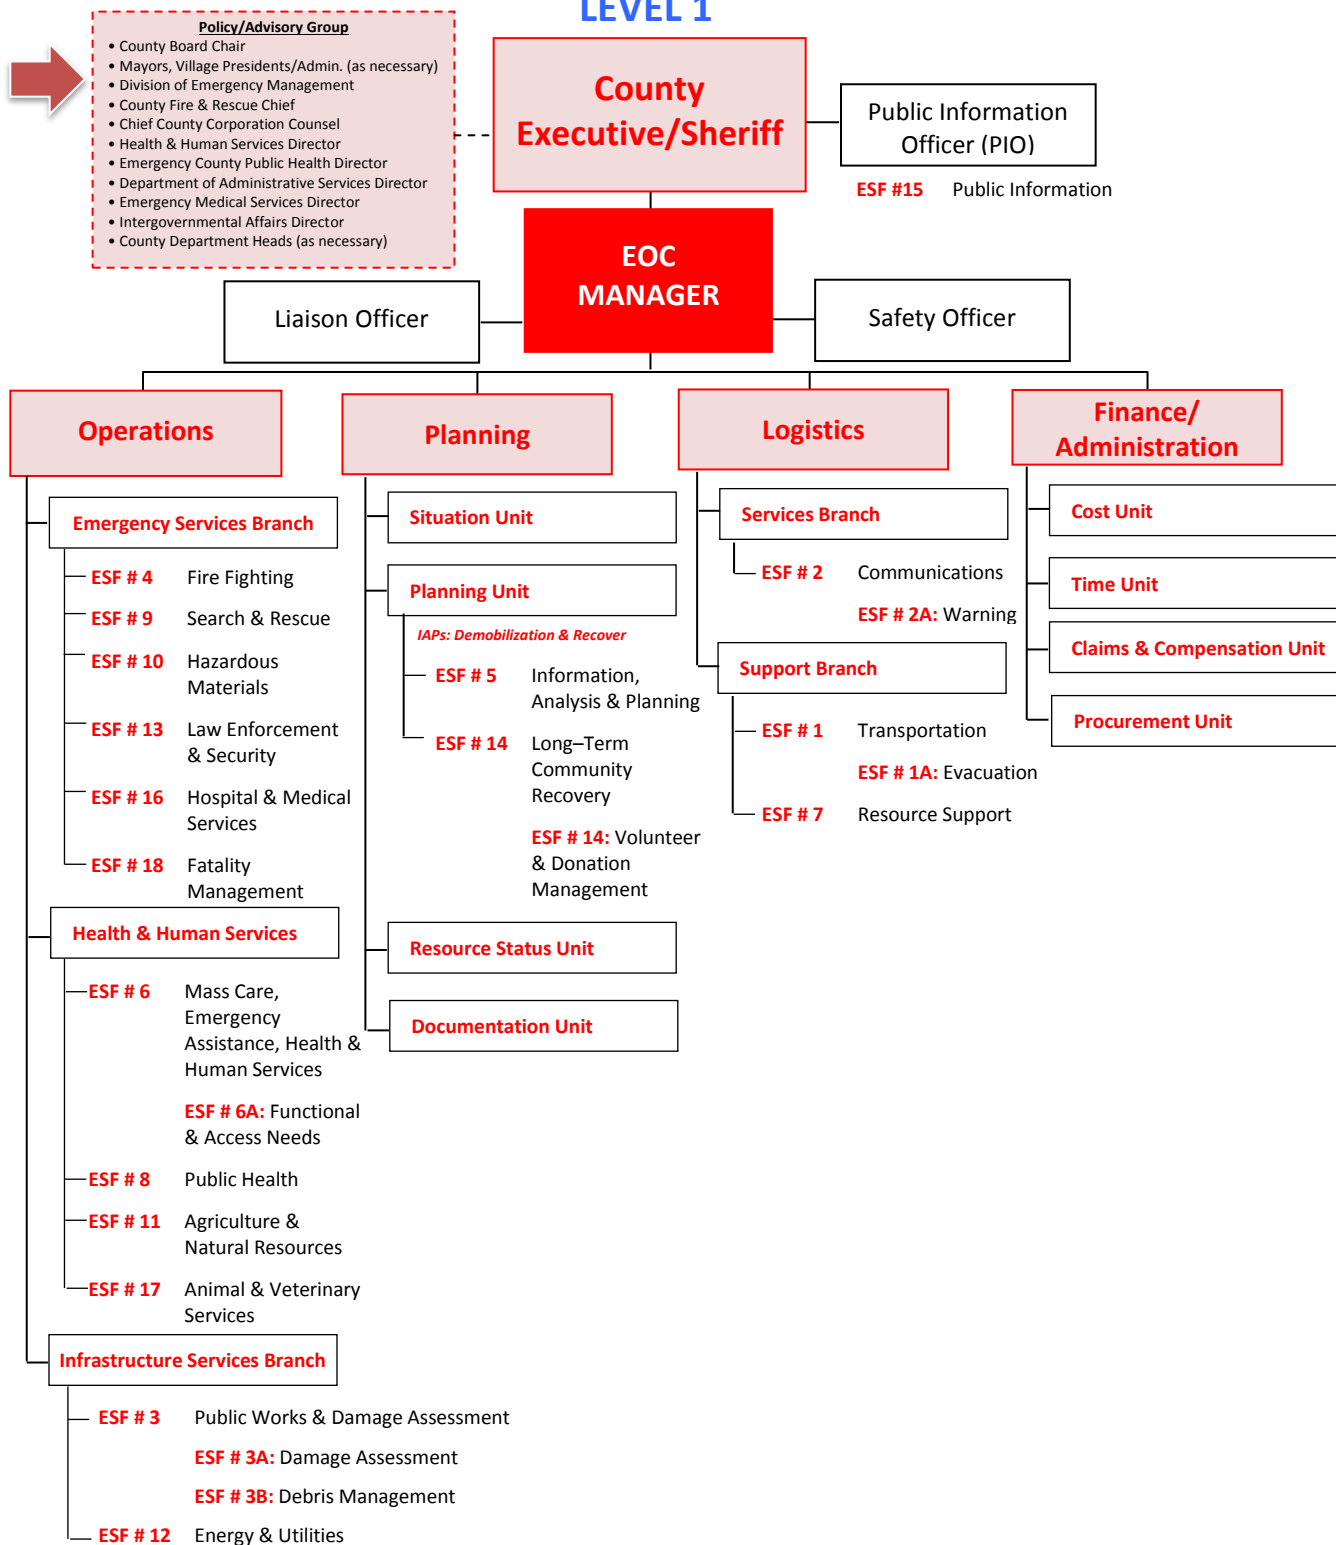 LEVEL 1
Policy/Advisory Group
• County Board Chair
• Mayors, Village Presidents/Admin. (as necessary)
• Division of Emergency Management
• County Fire & Rescue Chief
• Chief County Corporation Counsel
• Health & Human Services Director
• Emergency County Public Health Director
• Department of Administrative Services Director
• Emergency Medical Services Director
• Intergovernmental Affairs Director
• County Department Heads (as necessary)
County
Executive/Sheriff
Public Information
Officer (PIO)
ESF #15 Public Information
EOC
MANAGER
Liaison Officer
Safety Officer
Operations
Emergency Services Branch
ESF # 4 Fire Fighting
ESF # 9 Search & Rescue
ESF # 10 Hazardous
Materials
ESF # 13 Law Enforcement
& Security
ESF # 16 Hospital & Medical
Services
ESF # 18 Fatality
Management
Health & Human Services
ESF # 6 Mass Care,
Emergency
Assistance, Health &
Human Services
ESF # 6A: Functional
& Access Needs
ESF # 8 Public Health
ESF # 11 Agriculture &
Natural Resources
ESF # 17 Animal & Veterinary
Services
Infrastructure Services Branch
ESF # 3 Public Works & Damage Assessment
ESF # 3A: Damage Assessment
ESF # 3B: Debris Management
ESF # 12 Energy & Utilities
Planning
Situation Unit
Planning Unit
IAPs: Demobilization & Recover
ESF # 5 Information,
Analysis & Planning
ESF # 14 Long–Term
Community
Recovery
ESF # 14: Volunteer
& Donation
Management
Resource Status Unit
Documentation Unit
Logistics
Services Branch
ESF # 2 Communications
ESF # 2A: Warning
Support Branch
ESF # 1 Transportation
ESF # 1A: Evacuation
ESF # 7 Resource Support
Finance/
Administration
Cost Unit
Time Unit
Claims & Compensation Unit
Procurement Unit